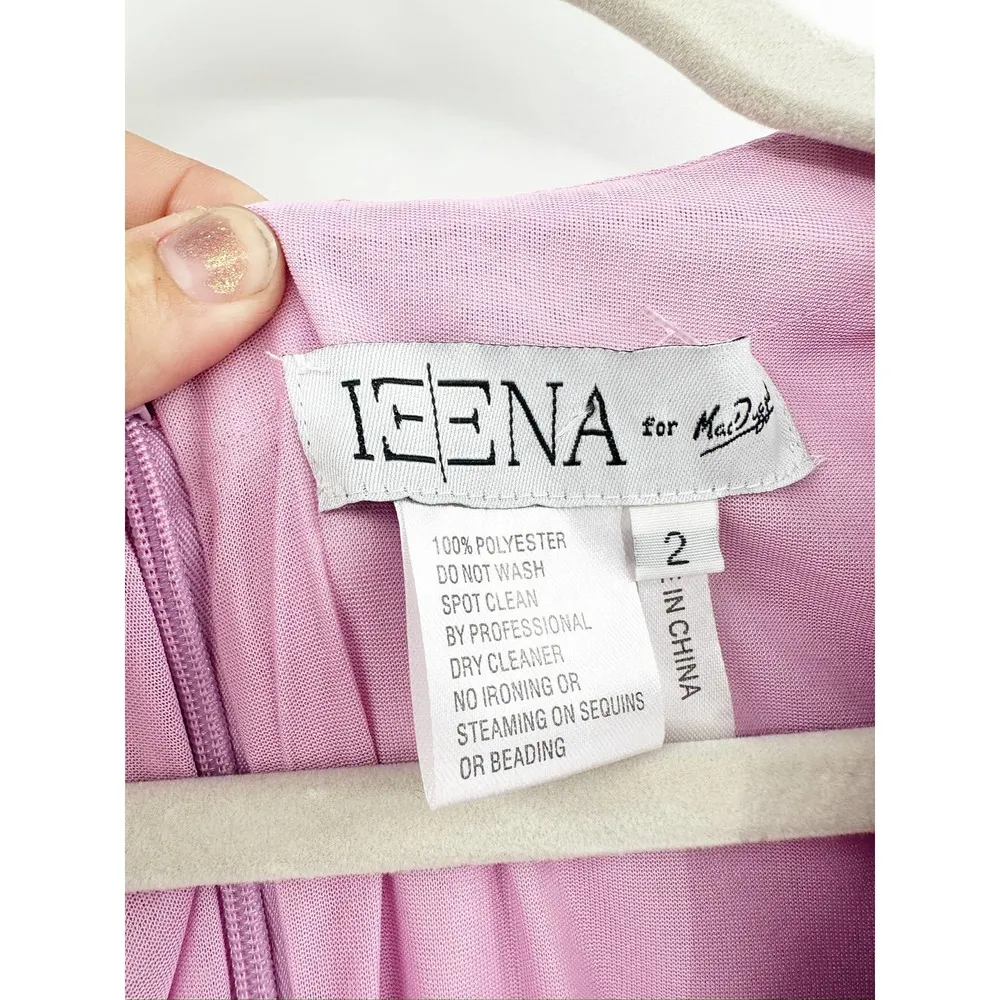 IEENA for Mac Duggal
100% POLYESTER
DO NOT WASH
SPOT CLEAN
BY PROFESSIONAL
DRY CLEANER
NO IRONING OR
STEAMING ON SEQUINS
OR BEADING
2
E IN CHINA